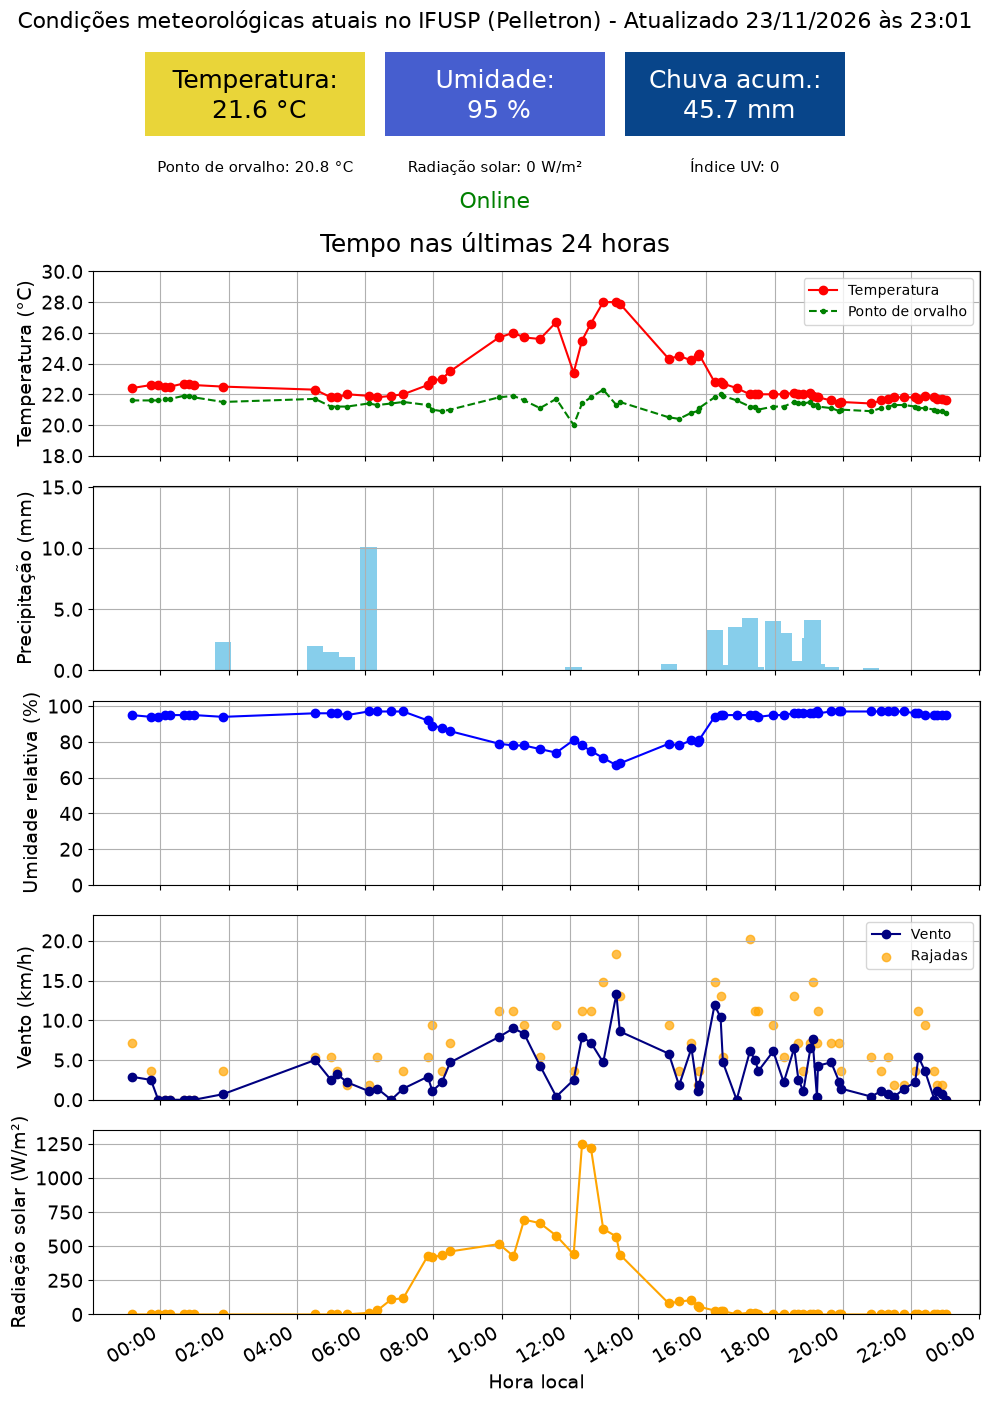 Condições meteorológicas atuais no IFUSP (Pelletron) - Atualizado 23/11/2026 às 23:01
Temperatura:
21.6 °C
Umidade:
95 %
Chuva acum.:
45.7 mm
Ponto de orvalho: 20.8 °C
Radiação solar: 0 W/m²
Índice UV: 0
Online
Tempo nas últimas 24 horas
Temperatura (°C)
30.0
28.0
26.0
24.0
22.0
20.0
18.0
Temperatura
Ponto de orvalho
Precipitação (mm)
15.0
10.0
5.0
0.0
Umidade relativa (%)
100
80
60
40
20
0
Vento (km/h)
20.0
15.0
10.0
5.0
0.0
Vento
Rajadas
Radiação solar (W/m²)
1250
1000
750
500
250
0
00:00 02:00 04:00 06:00 08:00 10:00 12:00 14:00 16:00 18:00 20:00 22:00 00:00
Hora local